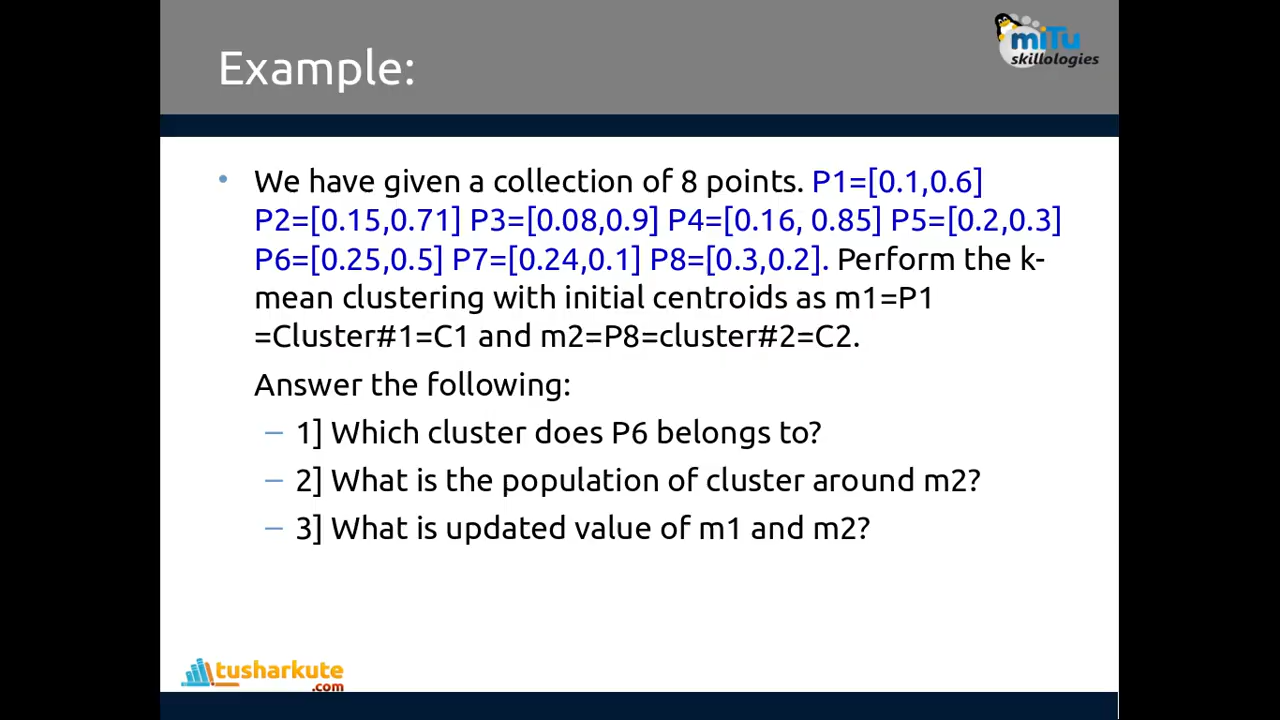 Example:
miTu
skillologies
• We have given a collection of 8 points. P1=[0.1,0.6]
P2=[0.15,0.71] P3=[0.08,0.9] P4=[0.16, 0.85] P5=[0.2,0.3]
P6=[0.25,0.5] P7=[0.24,0.1] P8=[0.3,0.2]. Perform the k-
mean clustering with initial centroids as m1=P1
=Cluster#1=C1 and m2=P8=cluster#2=C2.
Answer the following:
– 1] Which cluster does P6 belongs to?
– 2] What is the population of cluster around m2?
– 3] What is updated value of m1 and m2?
tusharkute
.com